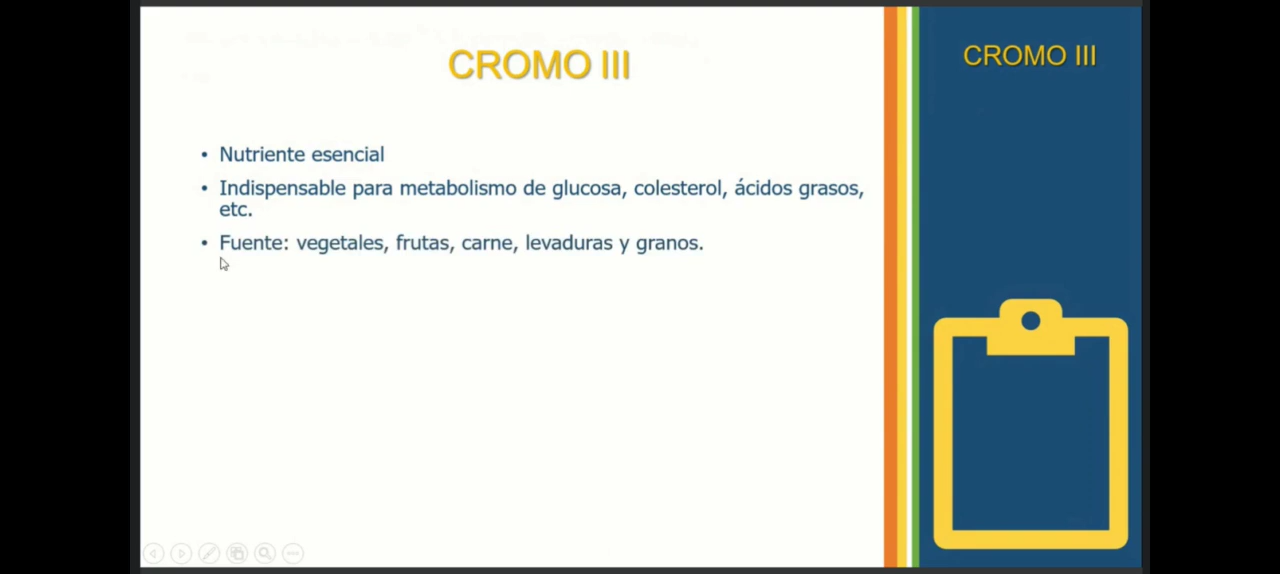 CROMO III
• Nutriente esencial
• Indispensable para metabolismo de glucosa, colesterol, ácidos grasos,
etc.
• Fuente: vegetales, frutas, carne, levaduras y granos.
CROMO III